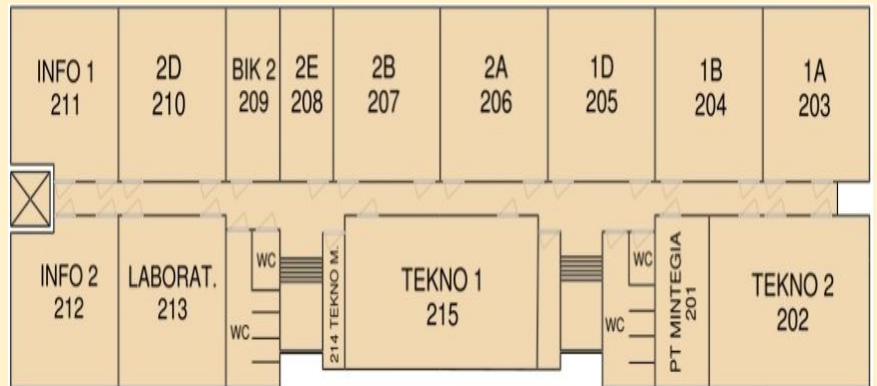 INFO 1
211
2D
210
BIK 2
209
2E
208
2B
207
2A
206
1D
205
1B
204
1A
203
INFO 2
212
LABORAT.
213
WC
WC
214 TEKNO M.
TEKNO 1
215
WC
WC
PT MINTEGIA
201
TEKNO 2
202